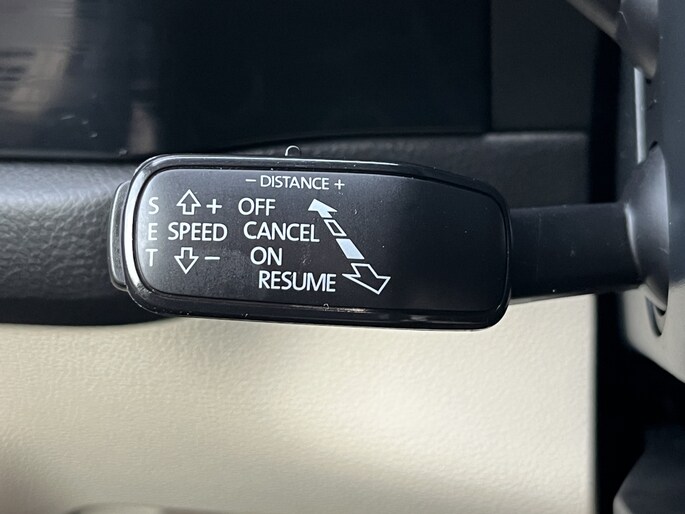 − DISTANCE +
S + OFF
E SPEED CANCEL
T − ON
RESUME